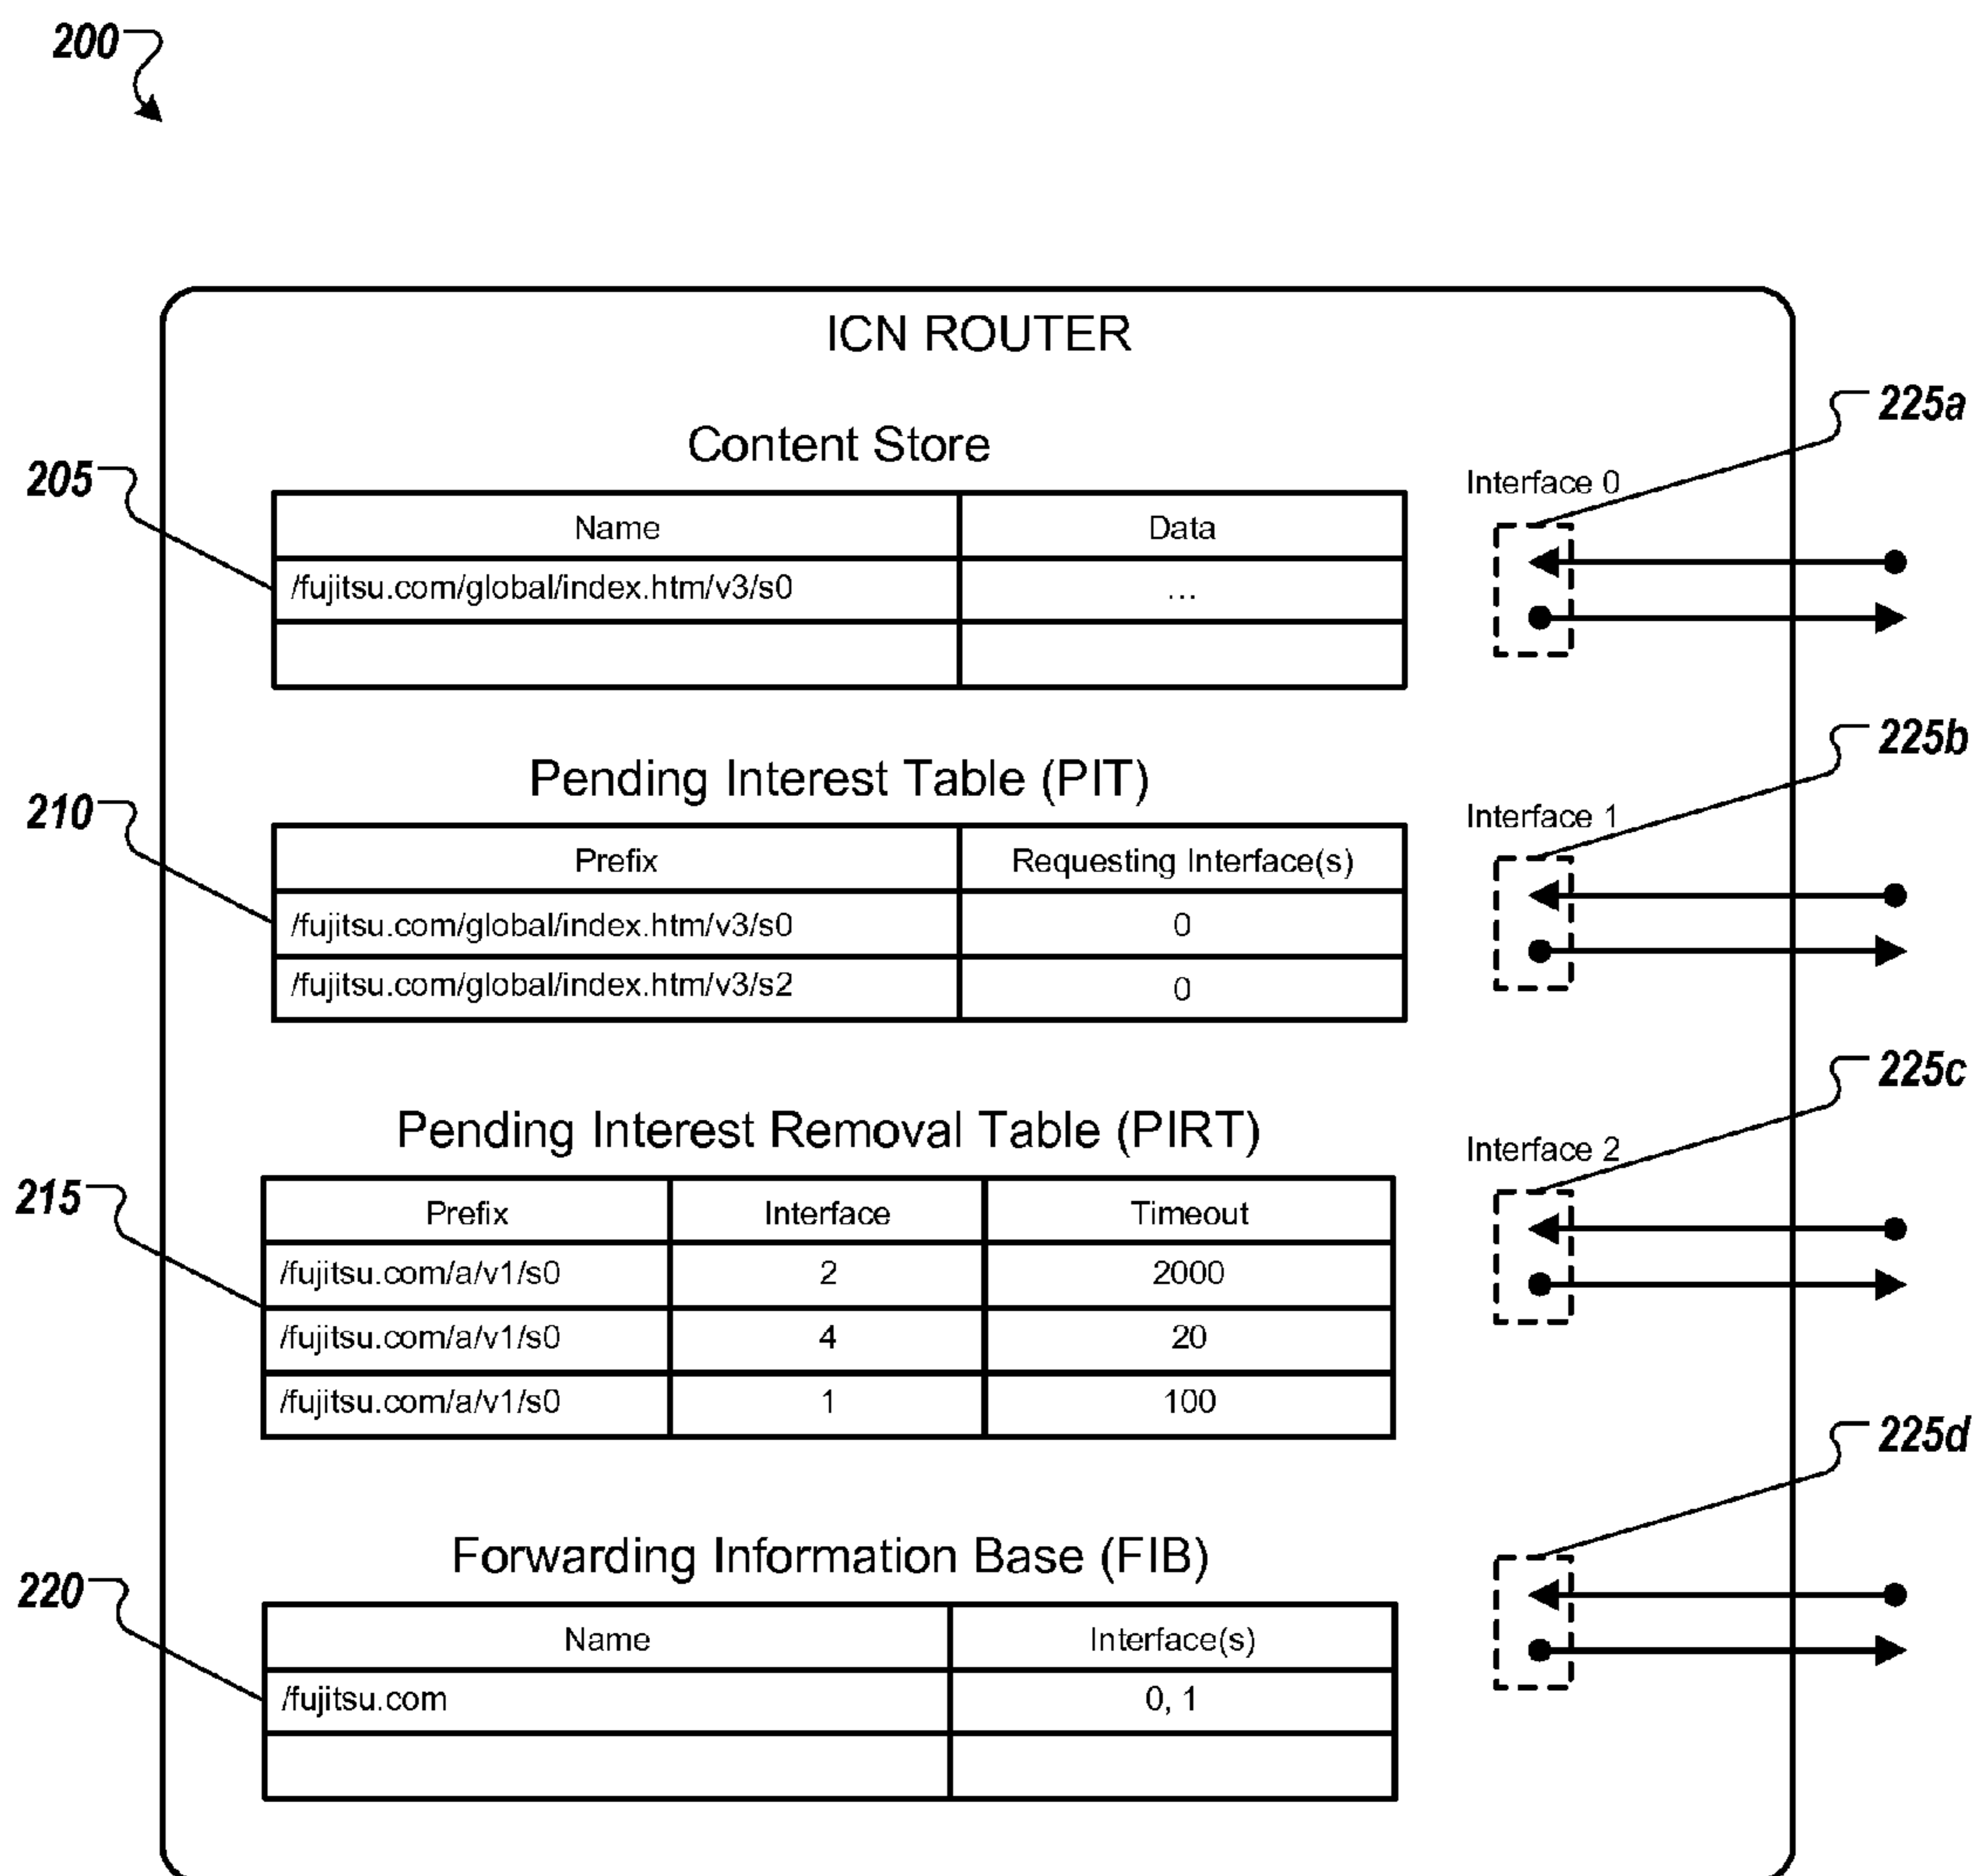 200
ICN ROUTER
Content Store
205
Name Data
/fujitsu.com/global/index.htm/v3/s0 ...
Interface 0
225a
Pending Interest Table (PIT)
210
Prefix Requesting Interface(s)
/fujitsu.com/global/index.htm/v3/s0 0
/fujitsu.com/global/index.htm/v3/s2 0
Interface 1
225b
Pending Interest Removal Table (PIRT)
215
Prefix Interface Timeout
/fujitsu.com/a/v1/s0 2 2000
/fujitsu.com/a/v1/s0 4 20
/fujitsu.com/a/v1/s0 1 100
Interface 2
225c
Forwarding Information Base (FIB)
220
Name Interface(s)
/fujitsu.com 0, 1
225d